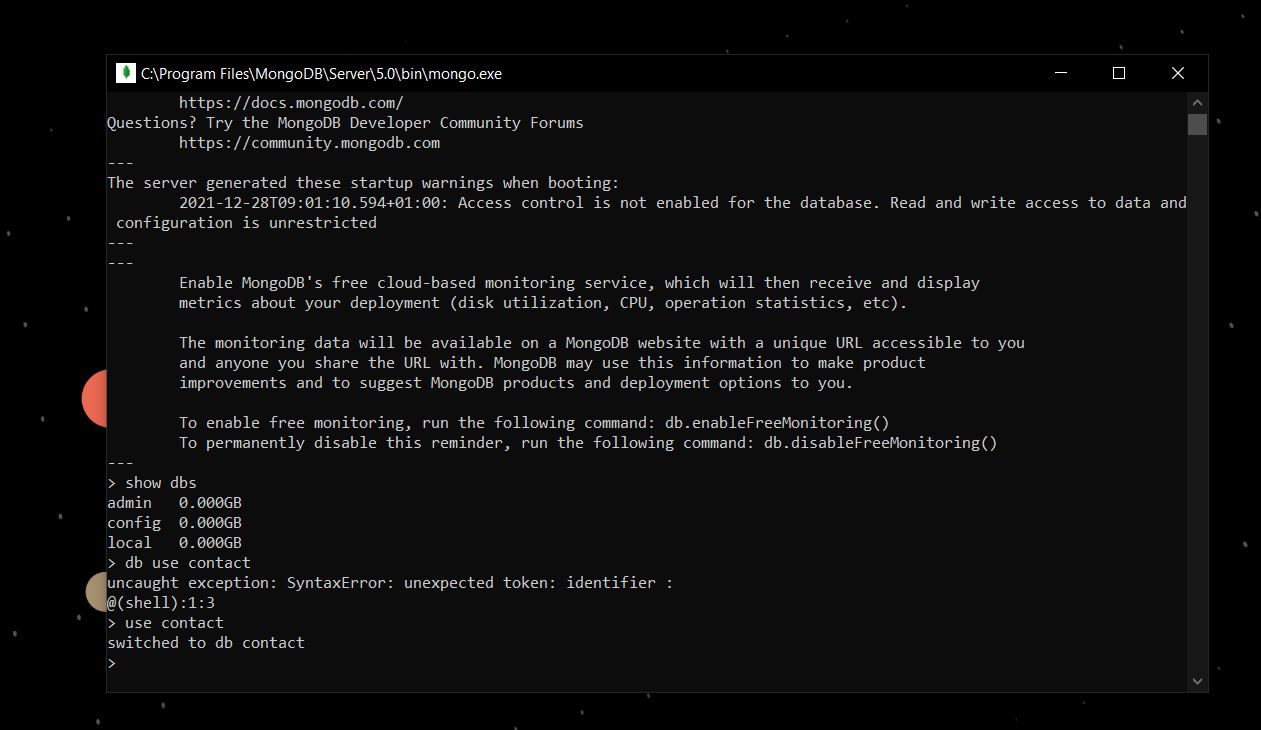 C:\Program Files\MongoDB\Server\5.0\bin\mongo.exe
https://docs.mongodb.com/
Questions? Try the MongoDB Developer Community Forums
https://community.mongodb.com
---
The server generated these startup warnings when booting:
2021-12-28T09:01:10.594+01:00: Access control is not enabled for the database. Read and write access to data and
configuration is unrestricted
---
---
Enable MongoDB's free cloud-based monitoring service, which will then receive and display
metrics about your deployment (disk utilization, CPU, operation statistics, etc).
The monitoring data will be available on a MongoDB website with a unique URL accessible to you
and anyone you share the URL with. MongoDB may use this information to make product
improvements and to suggest MongoDB products and deployment options to you.
To enable free monitoring, run the following command: db.enableFreeMonitoring()
To permanently disable this reminder, run the following command: db.disableFreeMonitoring()
---
> show dbs
admin   0.000GB
config  0.000GB
local   0.000GB
> db use contact
uncaught exception: SyntaxError: unexpected token: identifier :
@(shell):1:3
> use contact
switched to db contact
>